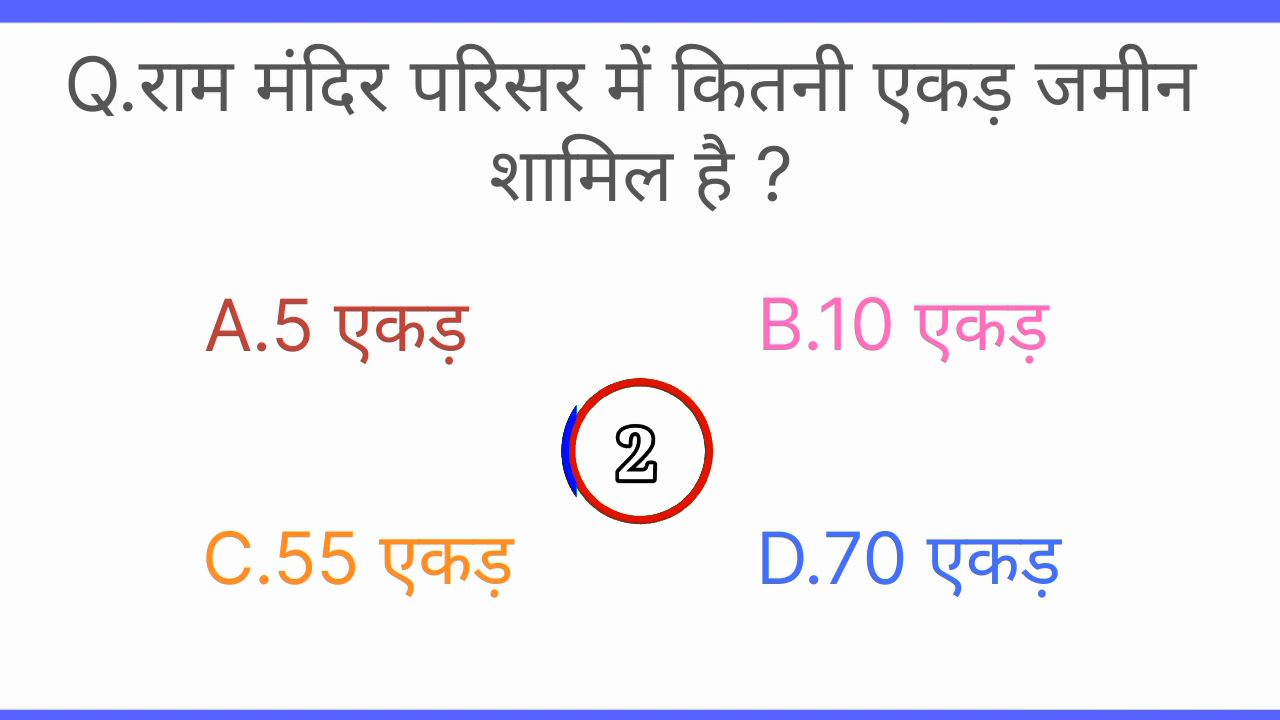 Q.राम मंदिर परिसर में कितनी एकड़ जमीन
शामिल है ?
A.5 एकड़
B.10 एकड़
2
C.55 एकड़
D.70 एकड़